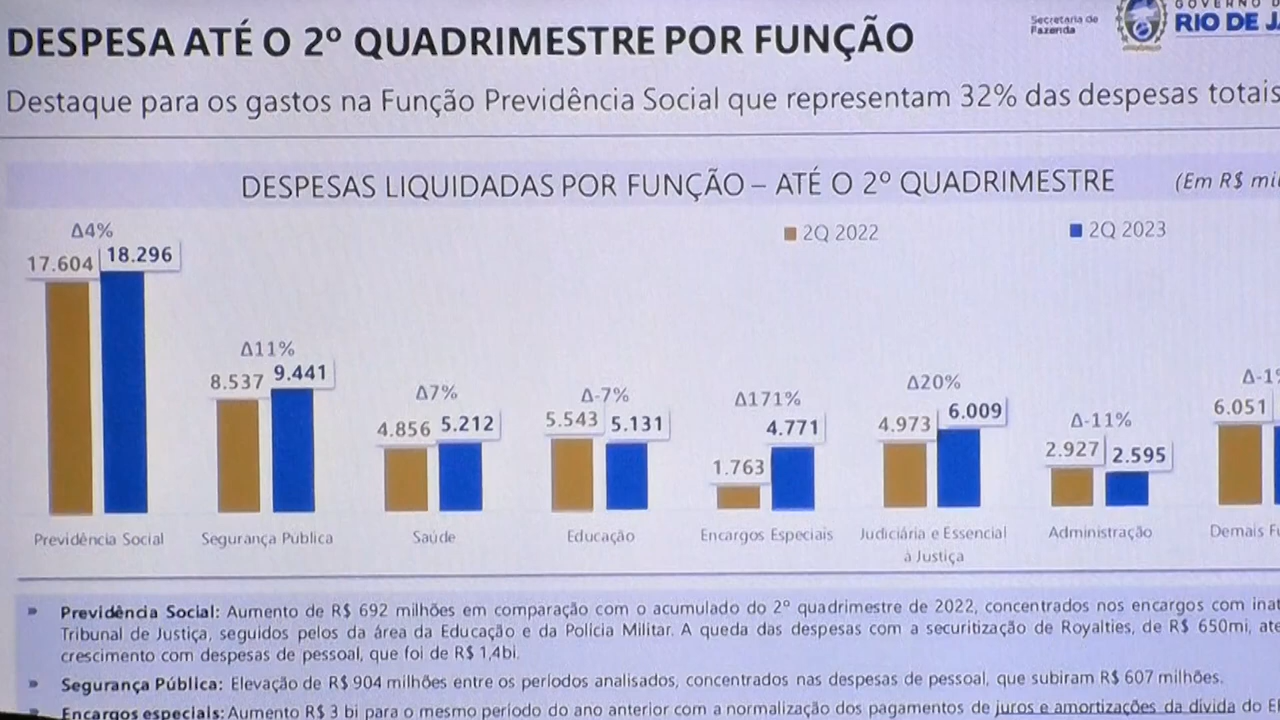 DESPESA ATÉ O 2º QUADRIMESTRE POR FUNÇÃO
Secretaria de
Fazenda
GOVERNO D
RIO DE JA
Destaque para os gastos na Função Previdência Social que representam 32% das despesas totais
DESPESAS LIQUIDADAS POR FUNÇÃO – ATÉ O 2º QUADRIMESTRE
(Em R$ mil
2Q 2022
2Q 2023
Δ4%
17.604
18.296
Previdência Social
Δ11%
8.537
9.441
Segurança Pública
Δ7%
4.856
5.212
Saúde
Δ-7%
5.543
5.131
Educação
Δ171%
1.763
4.771
Encargos Especiais
Δ20%
4.973
6.009
Judiciária e Essencial
à Justiça
Δ-11%
2.927
2.595
Administração
Δ-1%
6.051
Demais Fu
» Previdência Social: Aumento de R$ 692 milhões em comparação com o acumulado do 2º quadrimestre de 2022, concentrados nos encargos com inat
Tribunal de Justiça, seguidos pelos da área da Educação e da Polícia Militar. A queda das despesas com a securitização de Royalties, de R$ 650mi, ate
crescimento com despesas de pessoal, que foi de R$ 1,4bi.
» Segurança Pública: Elevação de R$ 904 milhões entre os períodos analisados, concentrados nas despesas de pessoal, que subiram R$ 607 milhões.
» Encargos especiais: Aumento R$ 3 bi para o mesmo período do ano anterior com a normalização dos pagamentos de juros e amortizações da dívida do E